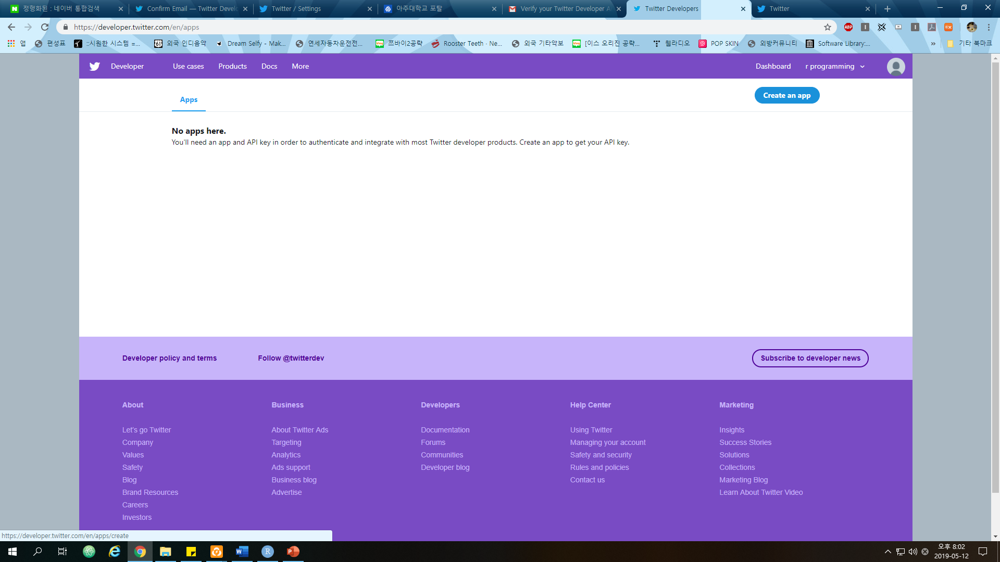 정형화된 : 네이버 통합검색
Confirm Email — Twitter Develo
Twitter / Settings
아주대학교 포탈
Verify your Twitter Developer A
Twitter Developers
Twitter
https://developer.twitter.com/en/apps
앱
편성표
::시원한 시스템 =...
외국 인디음악
Dream Selfy - Mak...
연세자동차운전전...
쯔바이2공략
Rooster Teeth · Ne...
외국 기타악보
[이스 오리진 공략...
웹라디오
POP SKIN
외방커뮤니티
Software Library:...
기타 북마크
Developer
Use cases
Products
Docs
More
Dashboard
r programming
Apps
Create an app
No apps here.
You'll need an app and API key in order to authenticate and integrate with most Twitter developer products. Create an app to get your API key.
Developer policy and terms
Follow @twitterdev
Subscribe to developer news
About
Let's go Twitter
Company
Values
Safety
Blog
Brand Resources
Careers
Investors
Business
About Twitter Ads
Targeting
Analytics
Ads support
Business blog
Advertise
Developers
Documentation
Forums
Communities
Developer blog
Help Center
Using Twitter
Managing your account
Safety and security
Rules and policies
Contact us
Marketing
Insights
Success Stories
Solutions
Collections
Marketing Blog
Learn About Twitter Video
https://developer.twitter.com/en/apps/create
오후 8:02
2019-05-12